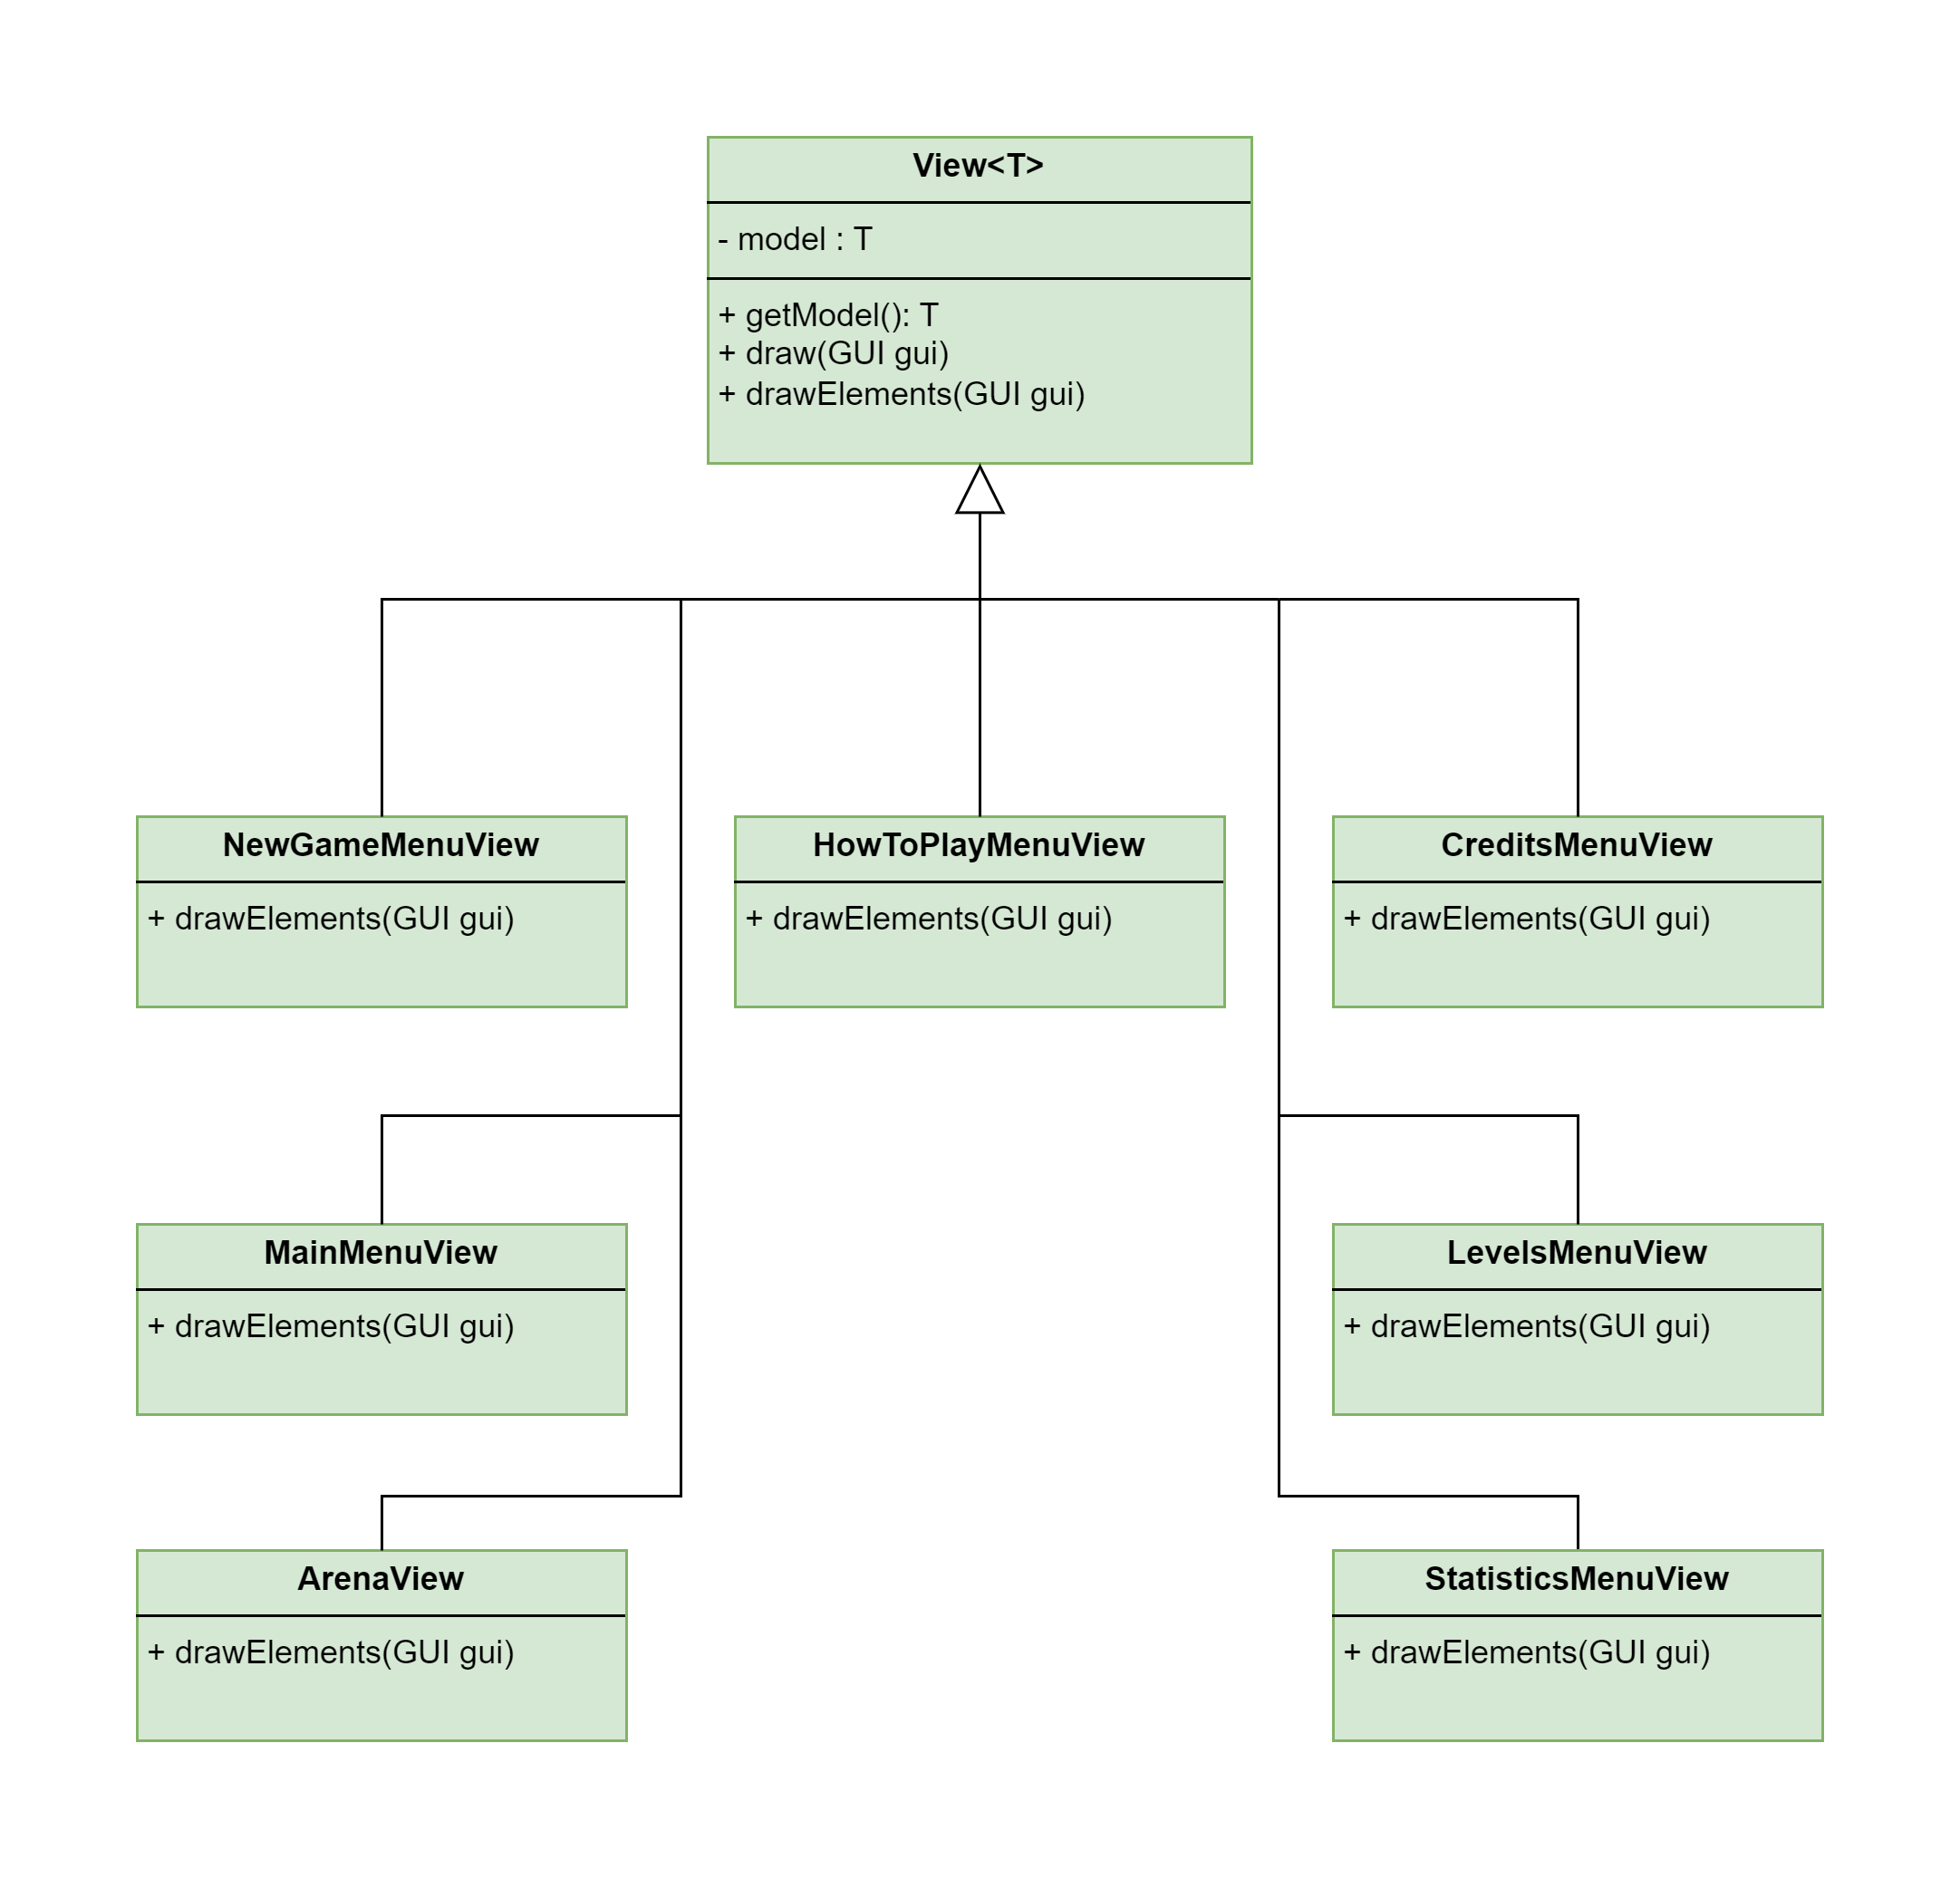 View<T>
- model : T
+ getModel(): T
+ draw(GUI gui)
+ drawElements(GUI gui)
NewGameMenuView
+ drawElements(GUI gui)
HowToPlayMenuView
+ drawElements(GUI gui)
CreditsMenuView
+ drawElements(GUI gui)
MainMenuView
+ drawElements(GUI gui)
LevelsMenuView
+ drawElements(GUI gui)
ArenaView
+ drawElements(GUI gui)
StatisticsMenuView
+ drawElements(GUI gui)